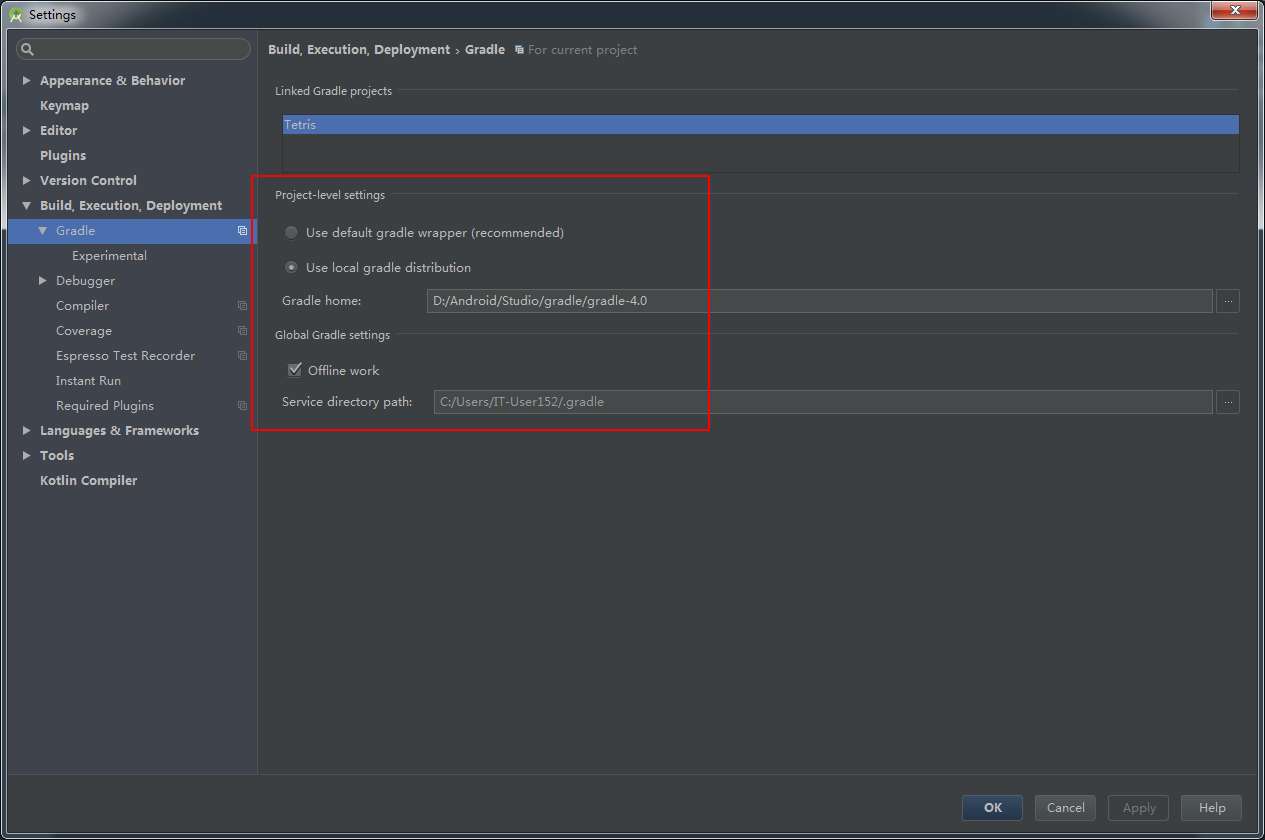 Settings
Build, Execution, Deployment › Gradle For current project
Appearance & Behavior
Keymap
Editor
Plugins
Version Control
Build, Execution, Deployment
Gradle
Experimental
Debugger
Compiler
Coverage
Espresso Test Recorder
Instant Run
Required Plugins
Languages & Frameworks
Tools
Kotlin Compiler
Linked Gradle projects
Tetris
Project-level settings
Use default gradle wrapper (recommended)
Use local gradle distribution
Gradle home: D:/Android/Studio/gradle/gradle-4.0 ...
Global Gradle settings
Offline work
Service directory path: C:/Users/IT-User152/.gradle ...
OK Cancel Apply Help